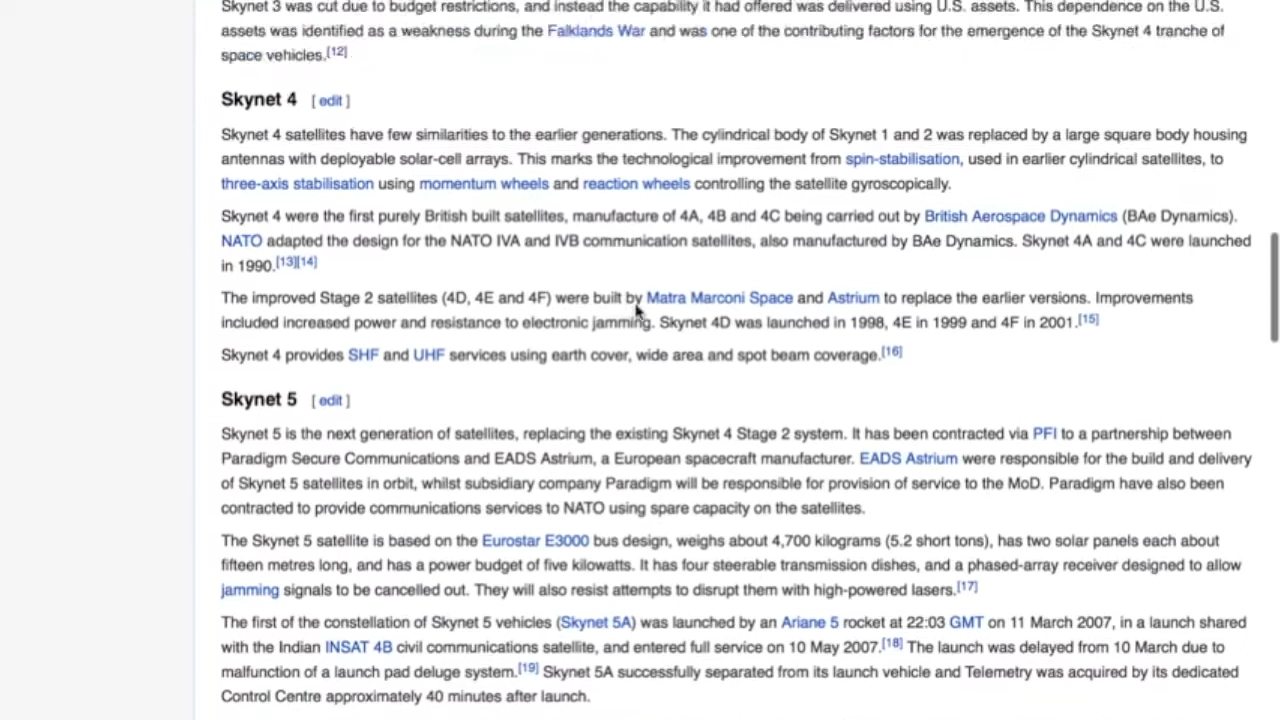 Skynet 3 was cut due to budget restrictions, and instead the capability it had offered was delivered using U.S. assets. This dependence on the U.S.
assets was identified as a weakness during the Falklands War and was one of the contributing factors for the emergence of the Skynet 4 tranche of
space vehicles.[12]
Skynet 4 [ edit ]
Skynet 4 satellites have few similarities to the earlier generations. The cylindrical body of Skynet 1 and 2 was replaced by a large square body housing
antennas with deployable solar-cell arrays. This marks the technological improvement from spin-stabilisation, used in earlier cylindrical satellites, to
three-axis stabilisation using momentum wheels and reaction wheels controlling the satellite gyroscopically.
Skynet 4 were the first purely British built satellites, manufacture of 4A, 4B and 4C being carried out by British Aerospace Dynamics (BAe Dynamics).
NATO adapted the design for the NATO IVA and IVB communication satellites, also manufactured by BAe Dynamics. Skynet 4A and 4C were launched
in 1990.[13][14]
The improved Stage 2 satellites (4D, 4E and 4F) were built by Matra Marconi Space and Astrium to replace the earlier versions. Improvements
included increased power and resistance to electronic jamming. Skynet 4D was launched in 1998, 4E in 1999 and 4F in 2001.[15]
Skynet 4 provides SHF and UHF services using earth cover, wide area and spot beam coverage.[16]
Skynet 5 [ edit ]
Skynet 5 is the next generation of satellites, replacing the existing Skynet 4 Stage 2 system. It has been contracted via PFI to a partnership between
Paradigm Secure Communications and EADS Astrium, a European spacecraft manufacturer. EADS Astrium were responsible for the build and delivery
of Skynet 5 satellites in orbit, whilst subsidiary company Paradigm will be responsible for provision of service to the MoD. Paradigm have also been
contracted to provide communications services to NATO using spare capacity on the satellites.
The Skynet 5 satellite is based on the Eurostar E3000 bus design, weighs about 4,700 kilograms (5.2 short tons), has two solar panels each about
fifteen metres long, and has a power budget of five kilowatts. It has four steerable transmission dishes, and a phased-array receiver designed to allow
jamming signals to be cancelled out. They will also resist attempts to disrupt them with high-powered lasers.[17]
The first of the constellation of Skynet 5 vehicles (Skynet 5A) was launched by an Ariane 5 rocket at 22:03 GMT on 11 March 2007, in a launch shared
with the Indian INSAT 4B civil communications satellite, and entered full service on 10 May 2007.[18] The launch was delayed from 10 March due to
malfunction of a launch pad deluge system.[19] Skynet 5A successfully separated from its launch vehicle and Telemetry was acquired by its dedicated
Control Centre approximately 40 minutes after launch.